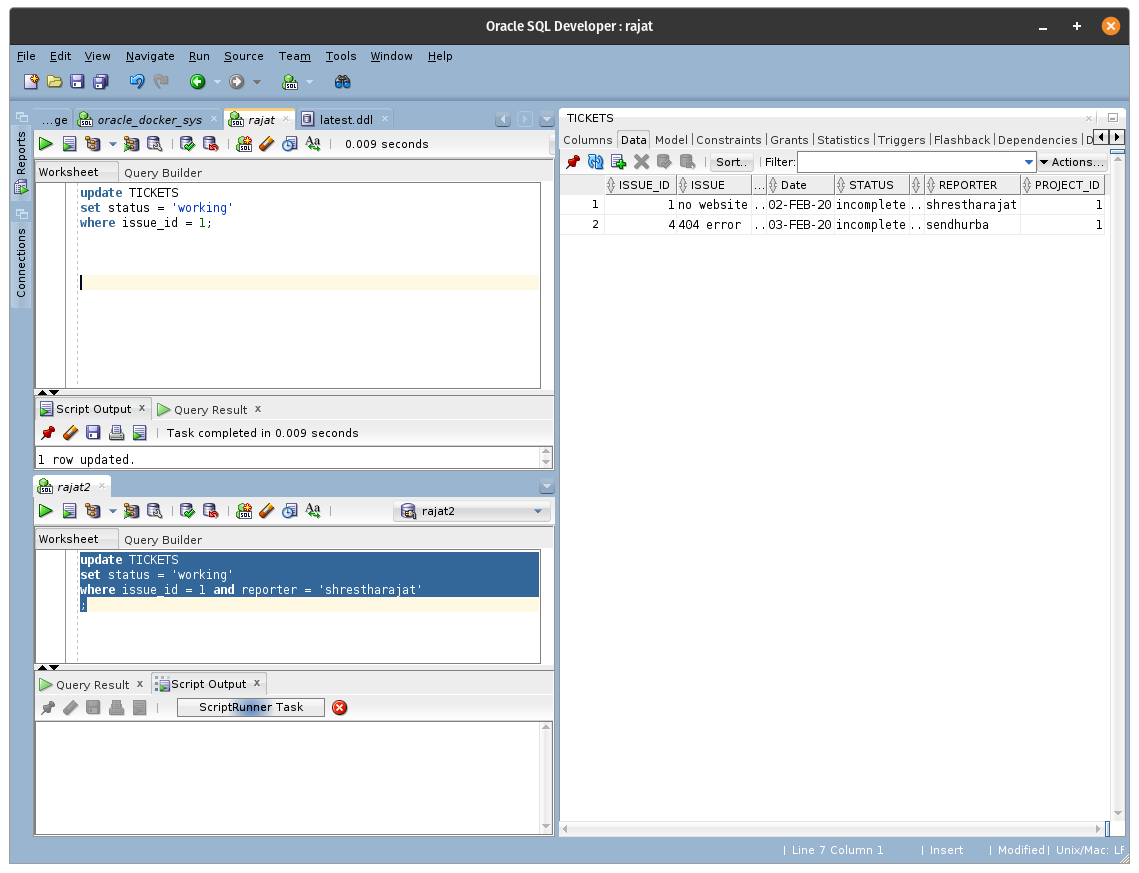 Oracle SQL Developer : rajat
File Edit View Navigate Run Source Team Tools Window Help
Reports
Connections
...ge oracle_docker_sys rajat latest.ddl
0.009 seconds
Worksheet Query Builder
update TICKETS
set status = 'working'
where issue_id = 1;
Script Output x Query Result x
Task completed in 0.009 seconds
1 row updated.
rajat2
rajat2
Worksheet Query Builder
update TICKETS
set status = 'working'
where issue_id = 1 and reporter = 'shrestharajat'
;
Query Result x Script Output x
ScriptRunner Task
TICKETS
Columns Data Model Constraints Grants Statistics Triggers Flashback Dependencies D
Sort.. Filter: Actions...
ISSUE_ID ISSUE ... Date STATUS REPORTER PROJECT_ID
1 1 no website .. 02-FEB-20 incomplete .. shrestharajat 1
2 4 404 error .. 03-FEB-20 incomplete .. sendhurba 1
| Line 7 Column 1 | Insert | Modified | Unix/Mac: LF